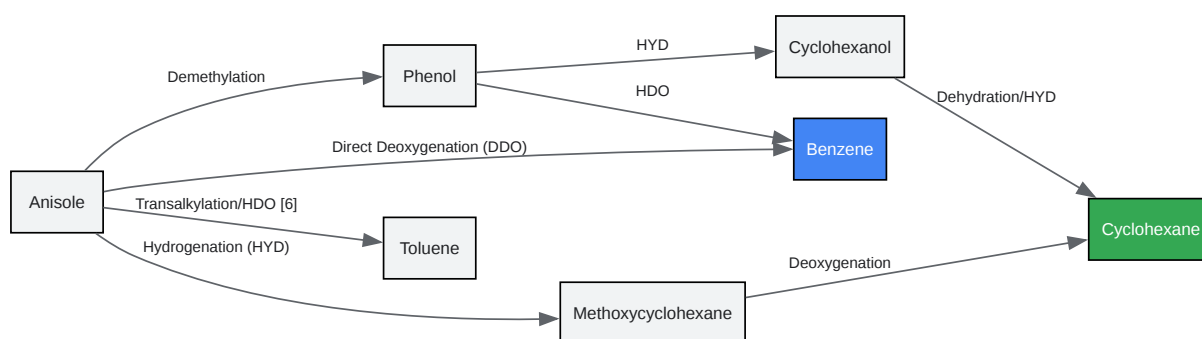 HYD
Cyclohexanol
Demethylation
Phenol
HDO
Dehydration/HYD
Direct Deoxygenation (DDO)
Benzene
Anisole
Transalkylation/HDO [6]
Toluene
Cyclohexane
Hydrogenation (HYD)
Deoxygenation
Methoxycyclohexane